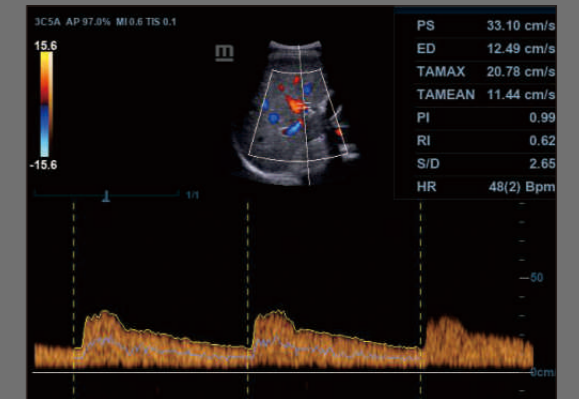 3C5A AP 97.0% MI 0.6 TIS 0.1
15.6
-15.6
m
1/1
PS 33.10 cm/s
ED 12.49 cm/s
TAMAX 20.78 cm/s
TAMEAN 11.44 cm/s
PI 0.99
RI 0.62
S/D 2.65
HR 48(2) Bpm
-50
0cm/